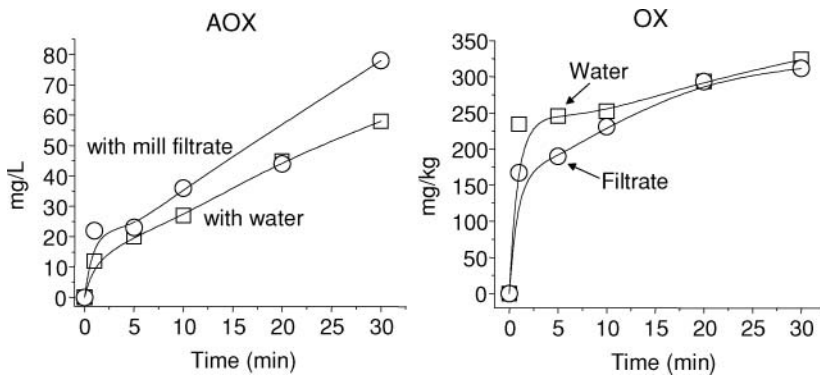 AOX
80
70
60
50
40
30
20
10
0
mg/L
with mill filtrate
with water
0 5 10 15 20 25 30
Time (min)
OX
350
300
250
200
150
100
50
0
mg/kg
Water
Filtrate
0 5 10 15 20 25 30
Time (min)